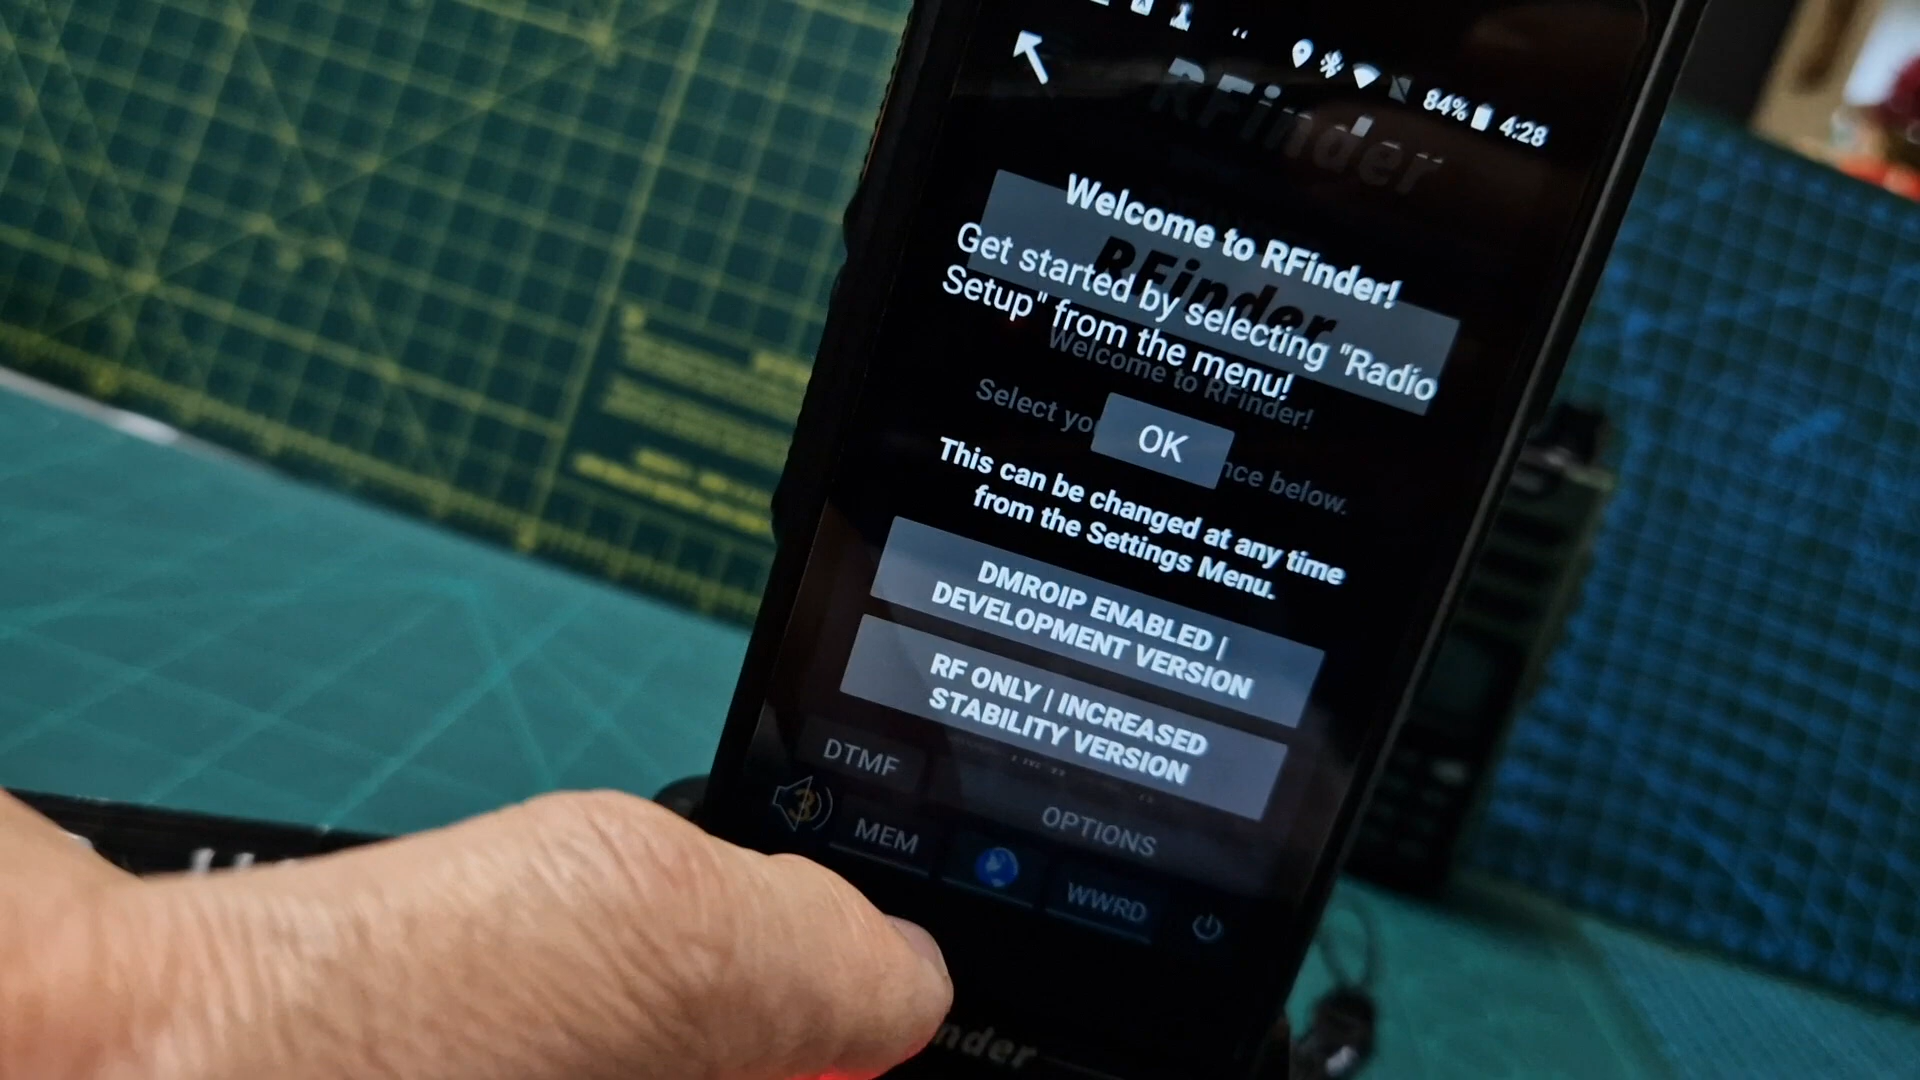 84% 4:28
RFinder
Welcome to RFinder!
RFinder
Get started by selecting "Radio
Setup" from the menu!
Welcome to RFinder!
Select
nce below.
OK
This can be changed at any time
from the Settings Menu.
DMROIP ENABLED |
DEVELOPMENT VERSION
RF ONLY | INCREASED
STABILITY VERSION
DTMF
3
OPTIONS
MEM
WWRD
nder